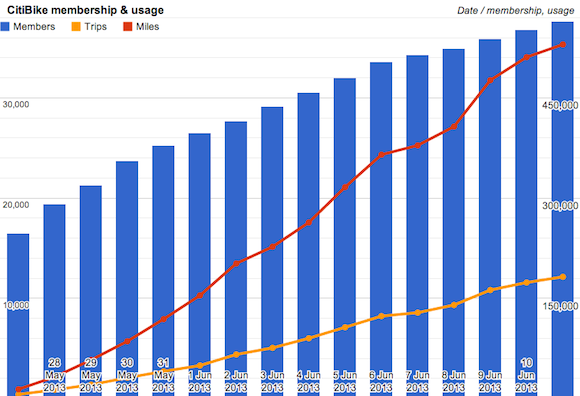 CitiBike membership & usage
Date / membership, usage
Members Trips Miles
30,000
450,000
20,000
300,000
10,000
150,000
28 May 2013
29 May 2013
30 May 2013
31 May 2013
1 Jun 2013
2 Jun 2013
3 Jun 2013
4 Jun 2013
5 Jun 2013
6 Jun 2013
7 Jun 2013
8 Jun 2013
9 Jun 2013
10 Jun 2013